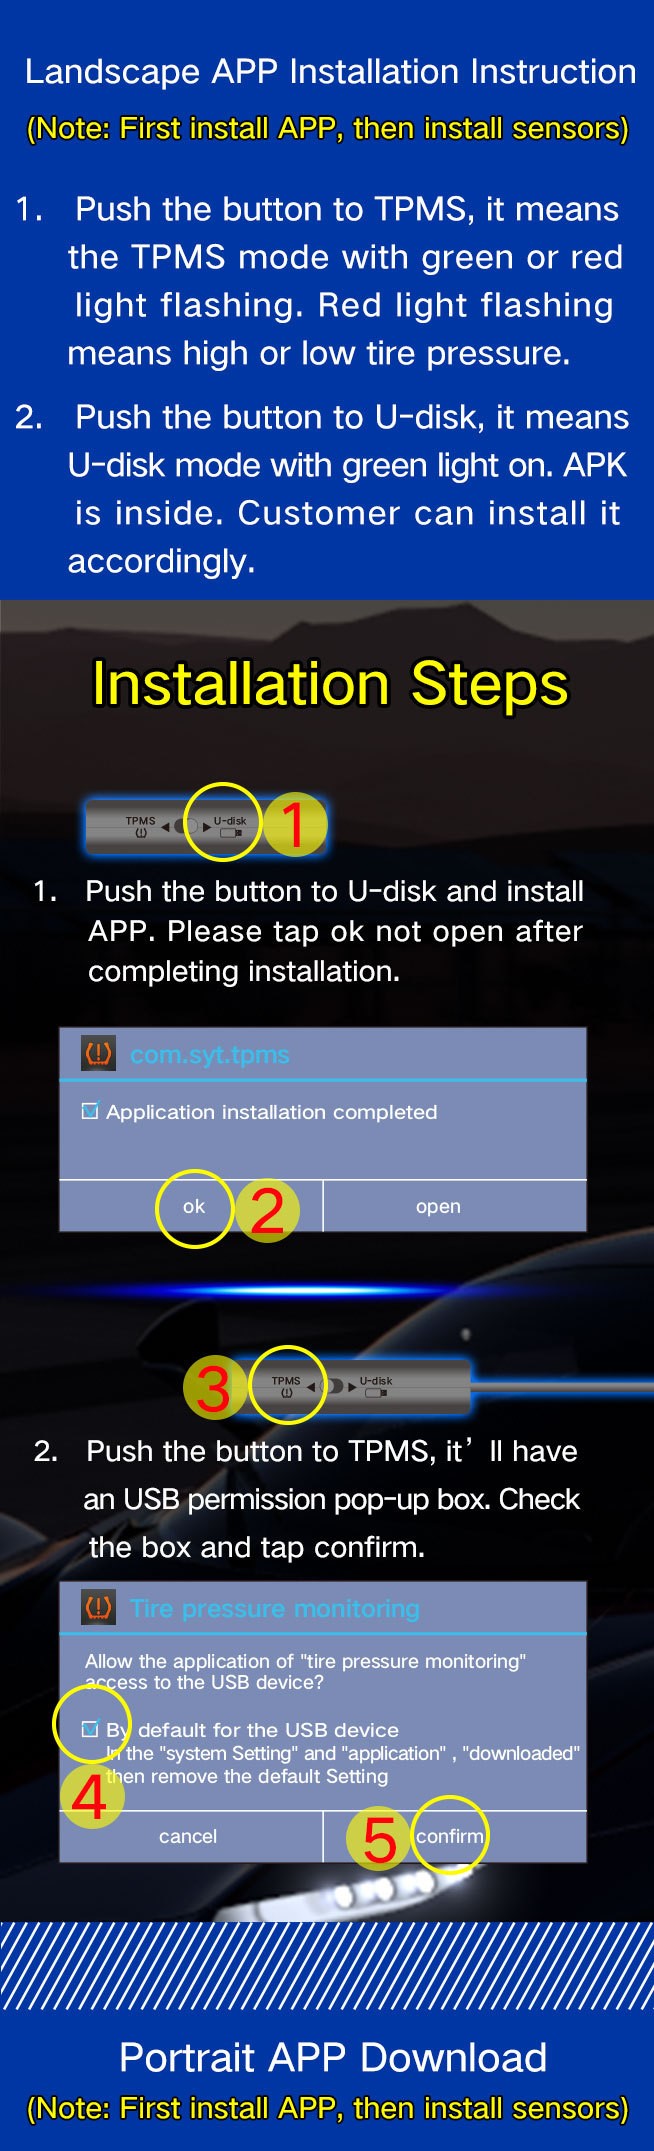 Landscape APP Installation Instruction
(Note: First install APP, then install sensors)
1. Push the button to TPMS, it means
the TPMS mode with green or red
light flashing. Red light flashing
means high or low tire pressure.
2. Push the button to U-disk, it means
U-disk mode with green light on. APK
is inside. Customer can install it
accordingly.
Installation Steps
TPMS U-disk 1
1. Push the button to U-disk and install
APP. Please tap ok not open after
completing installation.
com.syt.tpms
Application installation completed
ok 2 open
3 TPMS U-disk
2. Push the button to TPMS, it' ll have
an USB permission pop-up box. Check
the box and tap confirm.
Tire pressure monitoring
Allow the application of "tire pressure monitoring"
access to the USB device?
By default for the USB device
In the "system Setting" and "application" , "downloaded"
then remove the default Setting
4
cancel 5 confirm
Portrait APP Download
(Note: First install APP, then install sensors)